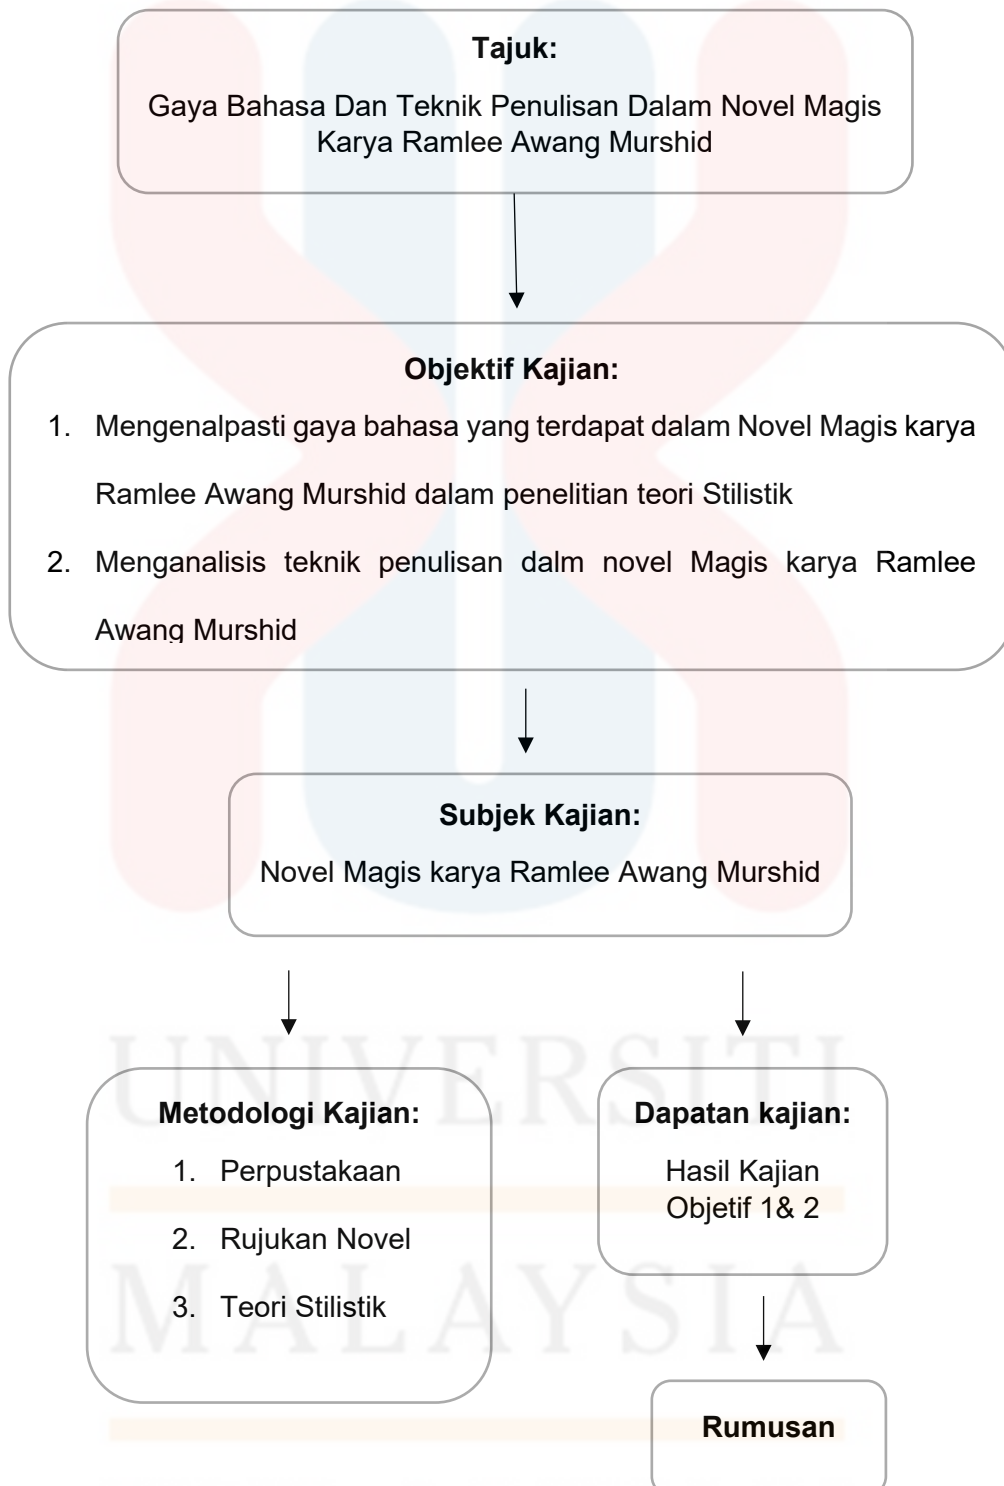 Tajuk:
Gaya Bahasa Dan Teknik Penulisan Dalam Novel Magis
Karya Ramlee Awang Murshid
Objektif Kajian:
1. Mengenalpasti gaya bahasa yang terdapat dalam Novel Magis karya
Ramlee Awang Murshid dalam penelitian teori Stilistik
2. Menganalisis teknik penulisan dalm novel Magis karya Ramlee
Awang Murshid
Subjek Kajian:
Novel Magis karya Ramlee Awang Murshid
UNIVERSITI
Metodologi Kajian:
1. Perpustakaan
2. Rujukan Novel
3. Teori Stilistik
Dapatan kajian:
Hasil Kajian
Objetif 1& 2
MALAYSIA
Rumusan